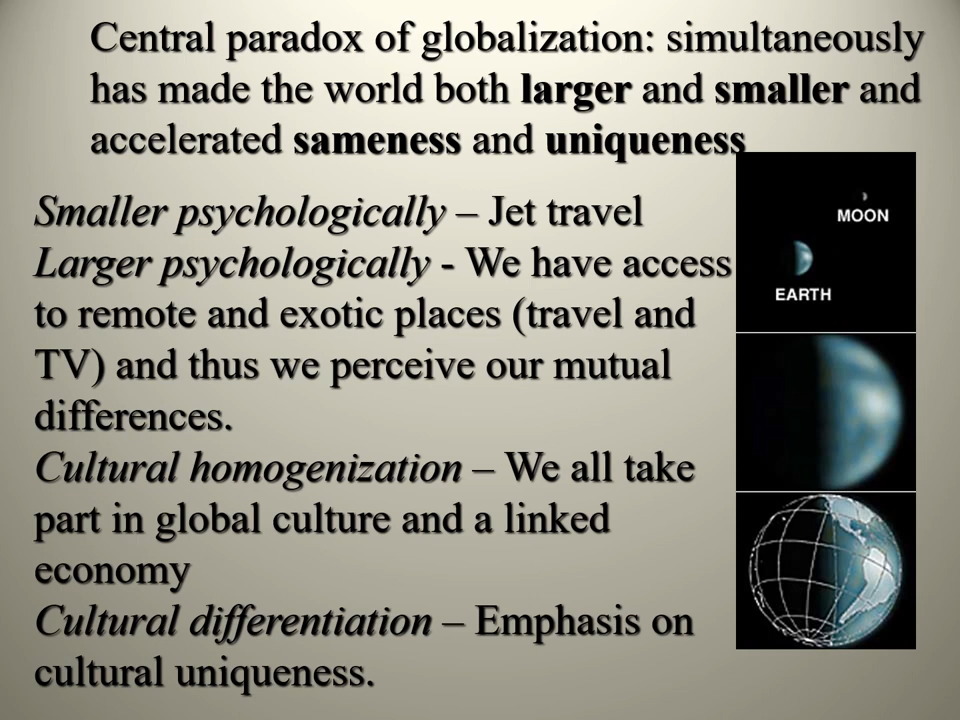 Central paradox of globalization: simultaneously
has made the world both larger and smaller and
accelerated sameness and uniqueness
Smaller psychologically – Jet travel
Larger psychologically - We have access
to remote and exotic places (travel and
TV) and thus we perceive our mutual
differences.
Cultural homogenization – We all take
part in global culture and a linked
economy
Cultural differentiation – Emphasis on
cultural uniqueness.
MOON
EARTH